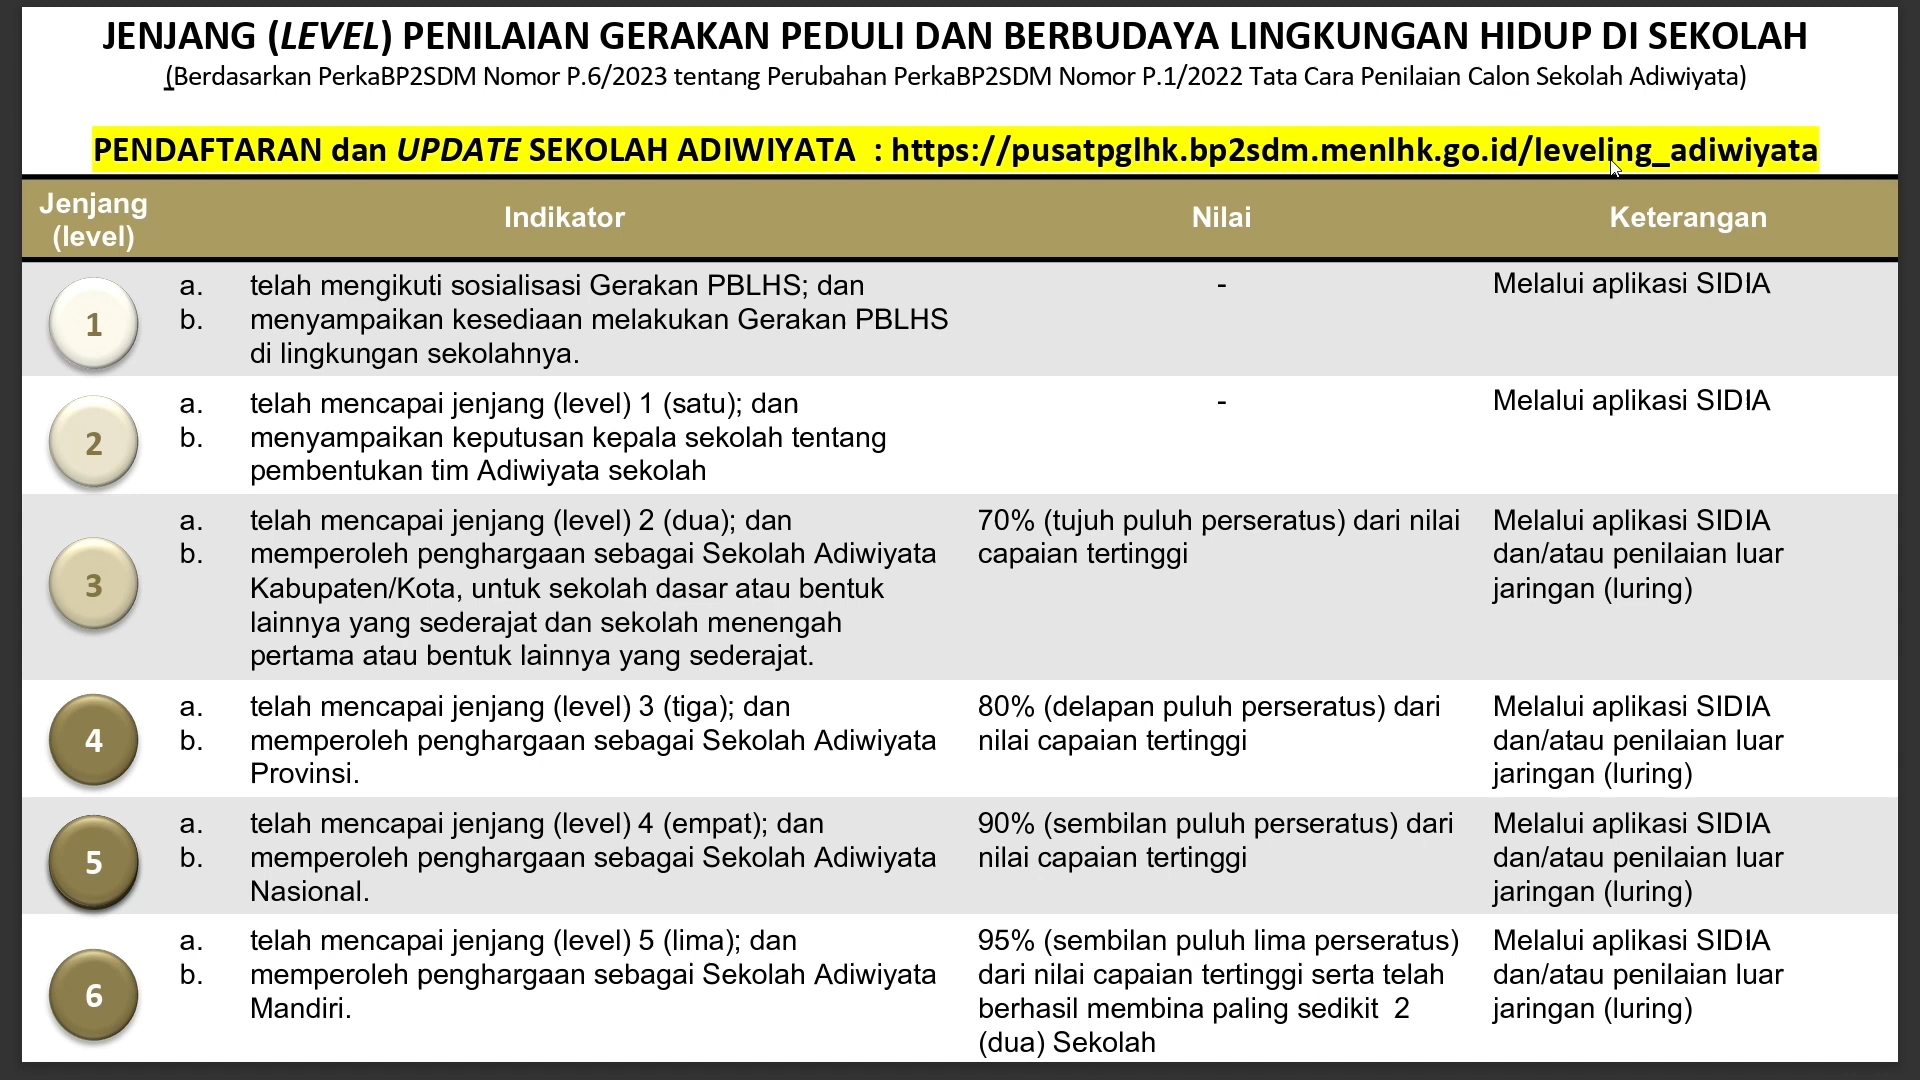 JENJANG (LEVEL) PENILAIAN GERAKAN PEDULI DAN BERBUDAYA LINGKUNGAN HIDUP DI SEKOLAH
(Berdasarkan PerkaBP2SDM Nomor P.6/2023 tentang Perubahan PerkaBP2SDM Nomor P.1/2022 Tata Cara Penilaian Calon Sekolah Adiwiyata)
PENDAFTARAN dan UPDATE SEKOLAH ADIWIYATA : https://pusatpglhk.bp2sdm.menlhk.go.id/leveling_adiwiyata
Jenjang
(level)
Indikator
Nilai
Keterangan
1
a. telah mengikuti sosialisasi Gerakan PBLHS; dan
b. menyampaikan kesediaan melakukan Gerakan PBLHS
di lingkungan sekolahnya.
-
Melalui aplikasi SIDIA
2
a. telah mencapai jenjang (level) 1 (satu); dan
b. menyampaikan keputusan kepala sekolah tentang
pembentukan tim Adiwiyata sekolah
-
Melalui aplikasi SIDIA
3
a. telah mencapai jenjang (level) 2 (dua); dan
b. memperoleh penghargaan sebagai Sekolah Adiwiyata
Kabupaten/Kota, untuk sekolah dasar atau bentuk
lainnya yang sederajat dan sekolah menengah
pertama atau bentuk lainnya yang sederajat.
70% (tujuh puluh perseratus) dari nilai
capaian tertinggi
Melalui aplikasi SIDIA
dan/atau penilaian luar
jaringan (luring)
4
a. telah mencapai jenjang (level) 3 (tiga); dan
b. memperoleh penghargaan sebagai Sekolah Adiwiyata
Provinsi.
80% (delapan puluh perseratus) dari
nilai capaian tertinggi
Melalui aplikasi SIDIA
dan/atau penilaian luar
jaringan (luring)
5
a. telah mencapai jenjang (level) 4 (empat); dan
b. memperoleh penghargaan sebagai Sekolah Adiwiyata
Nasional.
90% (sembilan puluh perseratus) dari
nilai capaian tertinggi
Melalui aplikasi SIDIA
dan/atau penilaian luar
jaringan (luring)
6
a. telah mencapai jenjang (level) 5 (lima); dan
b. memperoleh penghargaan sebagai Sekolah Adiwiyata
Mandiri.
95% (sembilan puluh lima perseratus)
dari nilai capaian tertinggi serta telah
berhasil membina paling sedikit 2
(dua) Sekolah
Melalui aplikasi SIDIA
dan/atau penilaian luar
jaringan (luring)